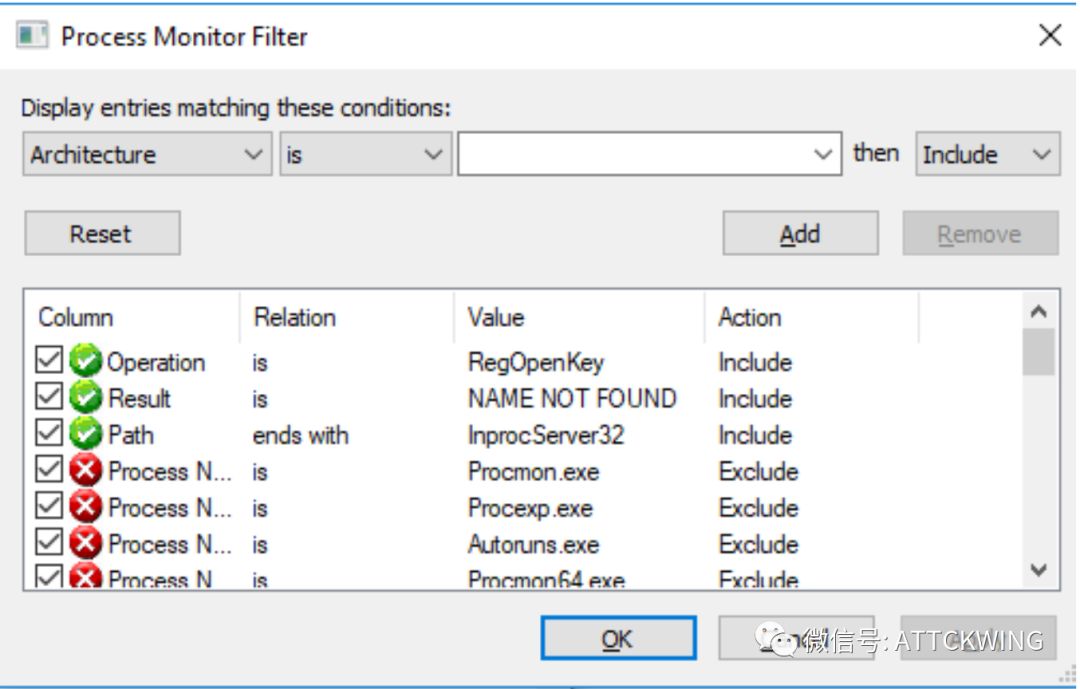 Process Monitor Filter
Display entries matching these conditions:
Architecture is then Include
Reset Add Remove
Column Relation Value Action
Operation is RegOpenKey Include
Result is NAME NOT FOUND Include
Path ends with InprocServer32 Include
Process N... is Procmon.exe Exclude
Process N... is Procexp.exe Exclude
Process N... is Autoruns.exe Exclude
Process N is Procmon64.exe Exclude
OK 微信号: ATTCKWING